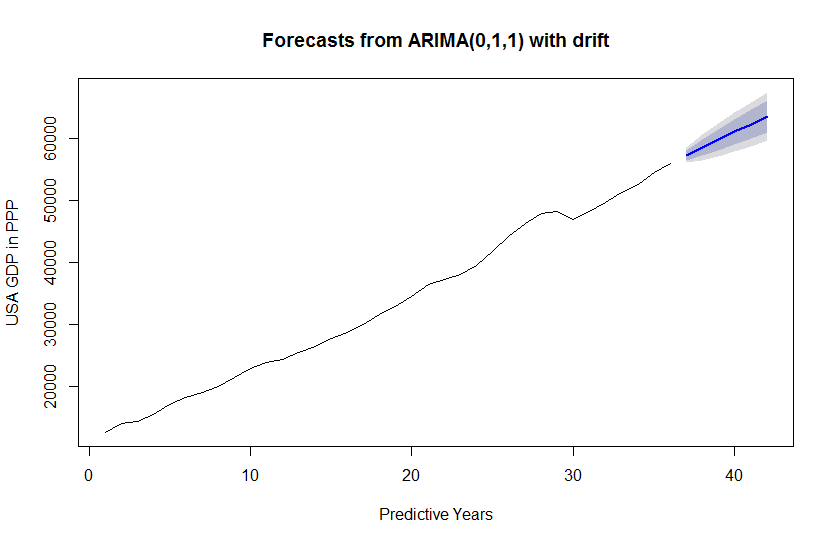 Forecasts from ARIMA(0,1,1) with drift
USA GDP in PPP
60000
50000
40000
30000
20000
0 10 20 30 40
Predictive Years